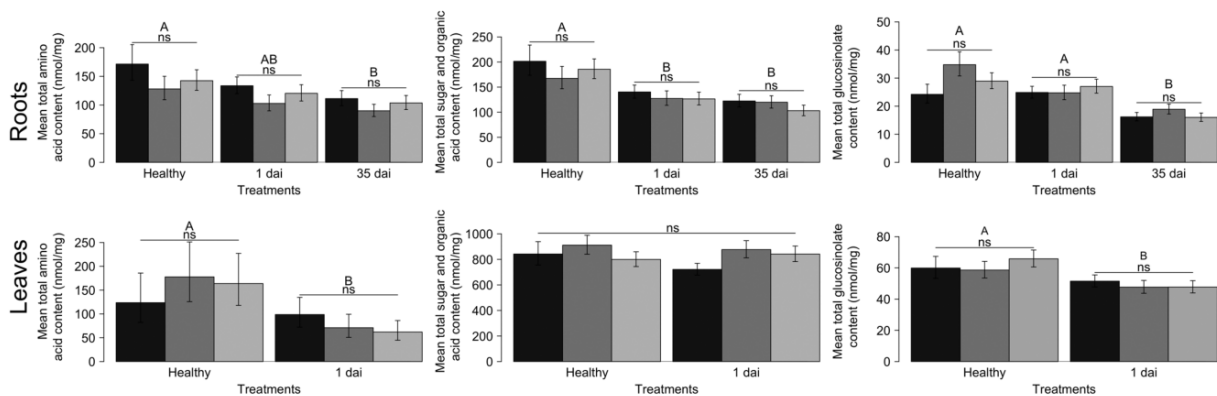 Roots
Mean total amino
acid content (nmol/mg)
200
150
100
50
0
A
ns
AB
ns
B
ns
Healthy
1 dai
35 dai
Treatments
Mean total sugar and organic
acid content (nmol/mg)
250
200
150
100
50
0
A
ns
B
ns
B
ns
Healthy
1 dai
35 dai
Treatments
Mean total glucosinolate
content (nmol/mg)
50
40
30
20
10
0
A
ns
A
ns
B
ns
Healthy
1 dai
35 dai
Treatments
Leaves
Mean total amino
acid content (nmol/mg)
250
200
150
100
50
0
A
ns
B
ns
Healthy
1 dai
Treatments
Mean total sugar and organic
acid content (nmol/mg)
1000
800
600
400
200
0
ns
Healthy
1 dai
Treatments
Mean total glucosinolate
content (nmol/mg)
80
60
40
20
0
A
ns
B
ns
Healthy
1 dai
Treatments